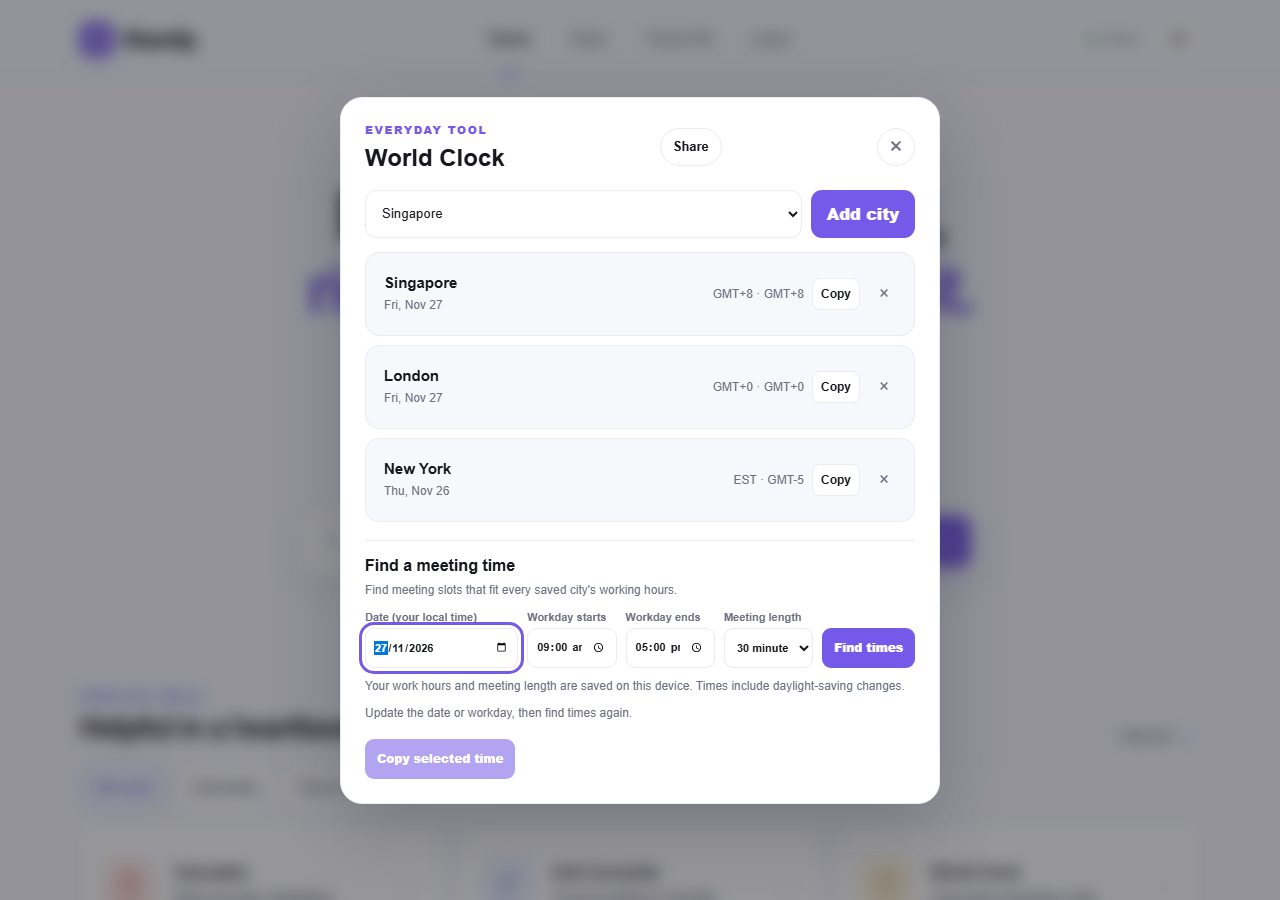 EVERYDAY TOOL
World Clock
Share
×
Singapore
Add city
Singapore
Fri, Nov 27
GMT+8 · GMT+8
Copy
×
London
Fri, Nov 27
GMT+0 · GMT+0
Copy
×
New York
Thu, Nov 26
EST · GMT-5
Copy
×
Find a meeting time
Find meeting slots that fit every saved city's working hours.
Date (your local time)
Workday starts
Workday ends
Meeting length
27/11/2026
09:00
05:00
30 minute
Find times
Your work hours and meeting length are saved on this device. Times include daylight-saving changes.
Update the date or workday, then find times again.
Copy selected time